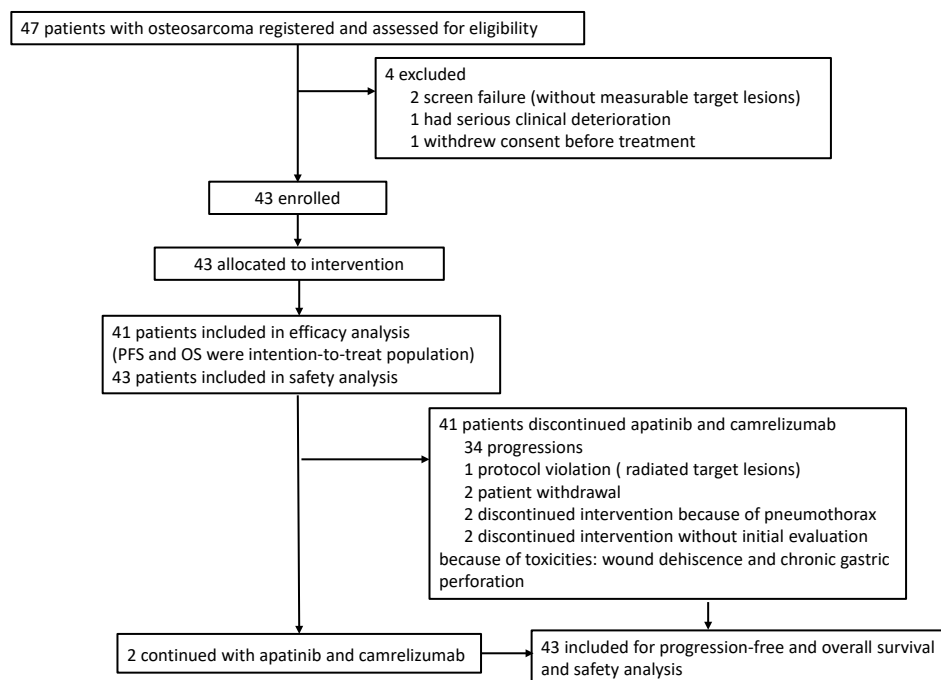 47 patients with osteosarcoma registered and assessed for eligibility
4 excluded
2 screen failure (without measurable target lesions)
1 had serious clinical deterioration
1 withdrew consent before treatment
43 enrolled
43 allocated to intervention
41 patients included in efficacy analysis
(PFS and OS were intention-to-treat population)
43 patients included in safety analysis
41 patients discontinued apatinib and camrelizumab
34 progressions
1 protocol violation ( radiated target lesions)
2 patient withdrawal
2 discontinued intervention because of pneumothorax
2 discontinued intervention without initial evaluation
because of toxicities: wound dehiscence and chronic gastric
perforation
2 continued with apatinib and camrelizumab
43 included for progression-free and overall survival
and safety analysis